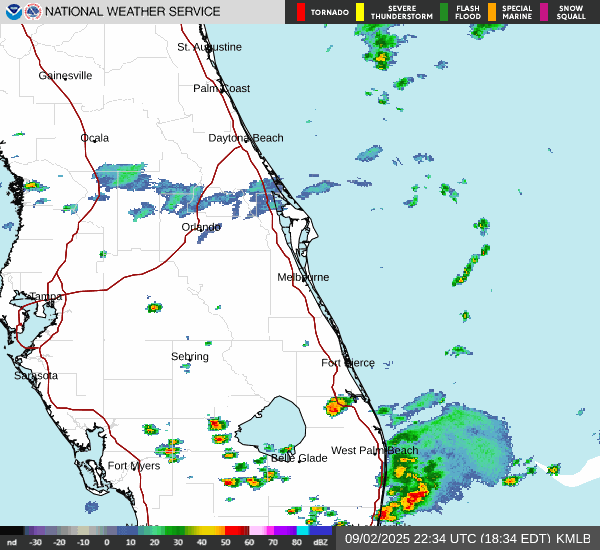 NATIONAL WEATHER SERVICE
TORNADO
SEVERE THUNDERSTORM
FLASH FLOOD
SPECIAL MARINE
SNOW SQUALL
St. Augustine
Gainesville
Palm Coast
Ocala
Daytona Beach
Orlando
Melbourne
Tampa
Sebring
Fort Pierce
Sarasota
West Palm Beach
Belle Glade
Fort Myers
nd -30 -20 -10 0 10 20 30 40 50 60 70 80 dBZ
09/02/2025 22:34 UTC (18:34 EDT) KMLB